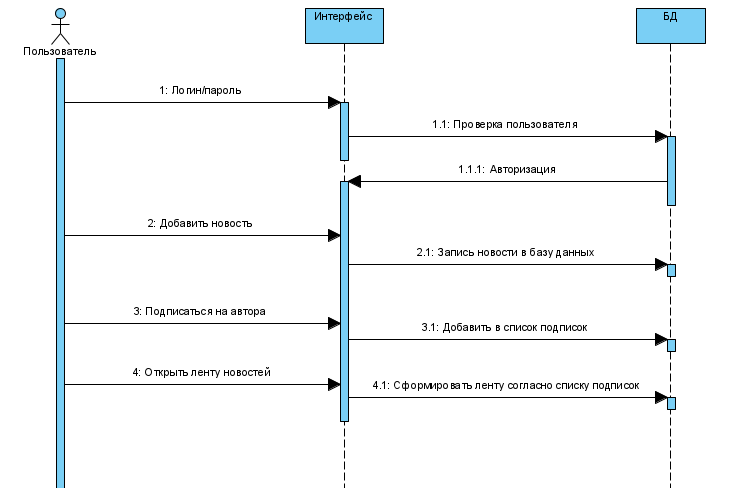 Интерфейс
БД
Пользователь
1: Логин/пароль
1.1: Проверка пользователя
1.1.1: Авторизация
2: Добавить новость
2.1: Запись новости в базу данных
3: Подписаться на автора
3.1: Добавить в список подписок
4: Открыть ленту новостей
4.1: Сформировать ленту согласно списку подписок